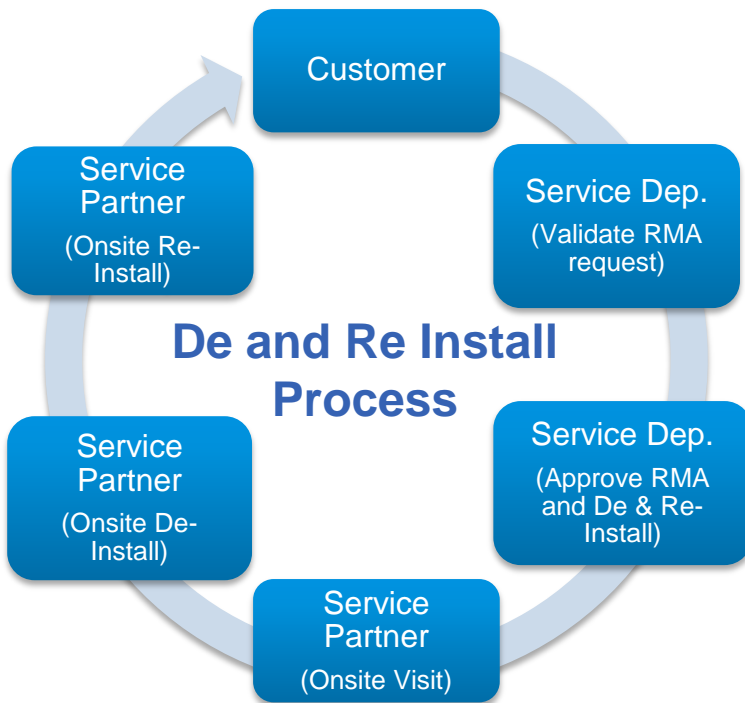 Customer
Service Dep.
(Validate RMA
request)
Service Dep.
(Approve RMA
and De & Re-
Install)
Service
Partner
(Onsite Visit)
Service
Partner
(Onsite De-
Install)
Service
Partner
(Onsite Re-
Install)
De and Re Install
Process